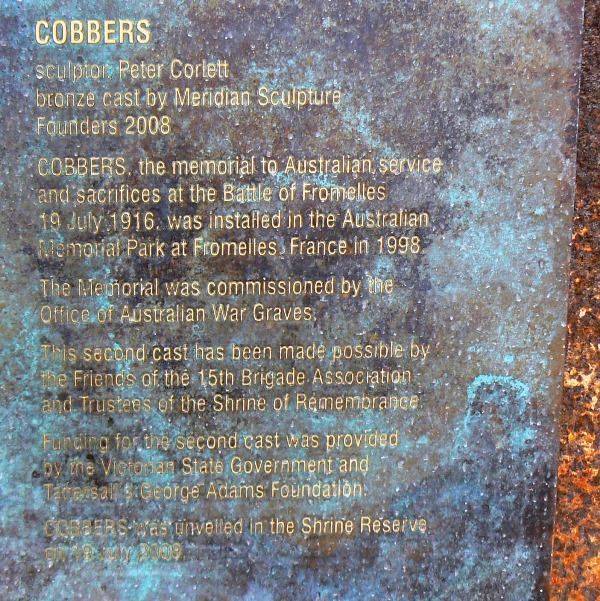 COBBERS
sculptor, Peter Corlett
bronze cast by Meridian Sculpture
Founders 2008
COBBERS, the memorial to Australian service
and sacrifices at the Battle of Fromelles
19 July 1916, was installed in the Australian
Memorial Park at Fromelles, France in 1998.
The Memorial was commissioned by the
Office of Australian War Graves.
This second cast has been made possible by
the Friends of the 15th Brigade Association
and Trustees of the Shrine of Remembrance.
Funding for the second cast was provided
by the Victorian State Government and
Tattersall's George Adams Foundation.
COBBERS was unveiled in the Shrine Reserve
on 19 July 2008.